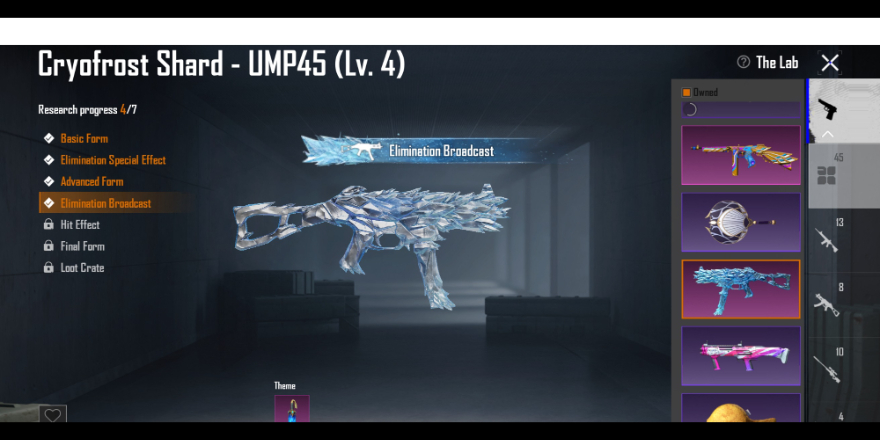 Cryofrost Shard - UMP45 (Lv. 4)
The Lab
Research progress 4/7
Basic Form
Elimination Special Effect
Advanced Form
Elimination Broadcast
Hit Effect
Final Form
Loot Crate
Elimination Broadcast
Theme
Owned
45
13
8
10
4